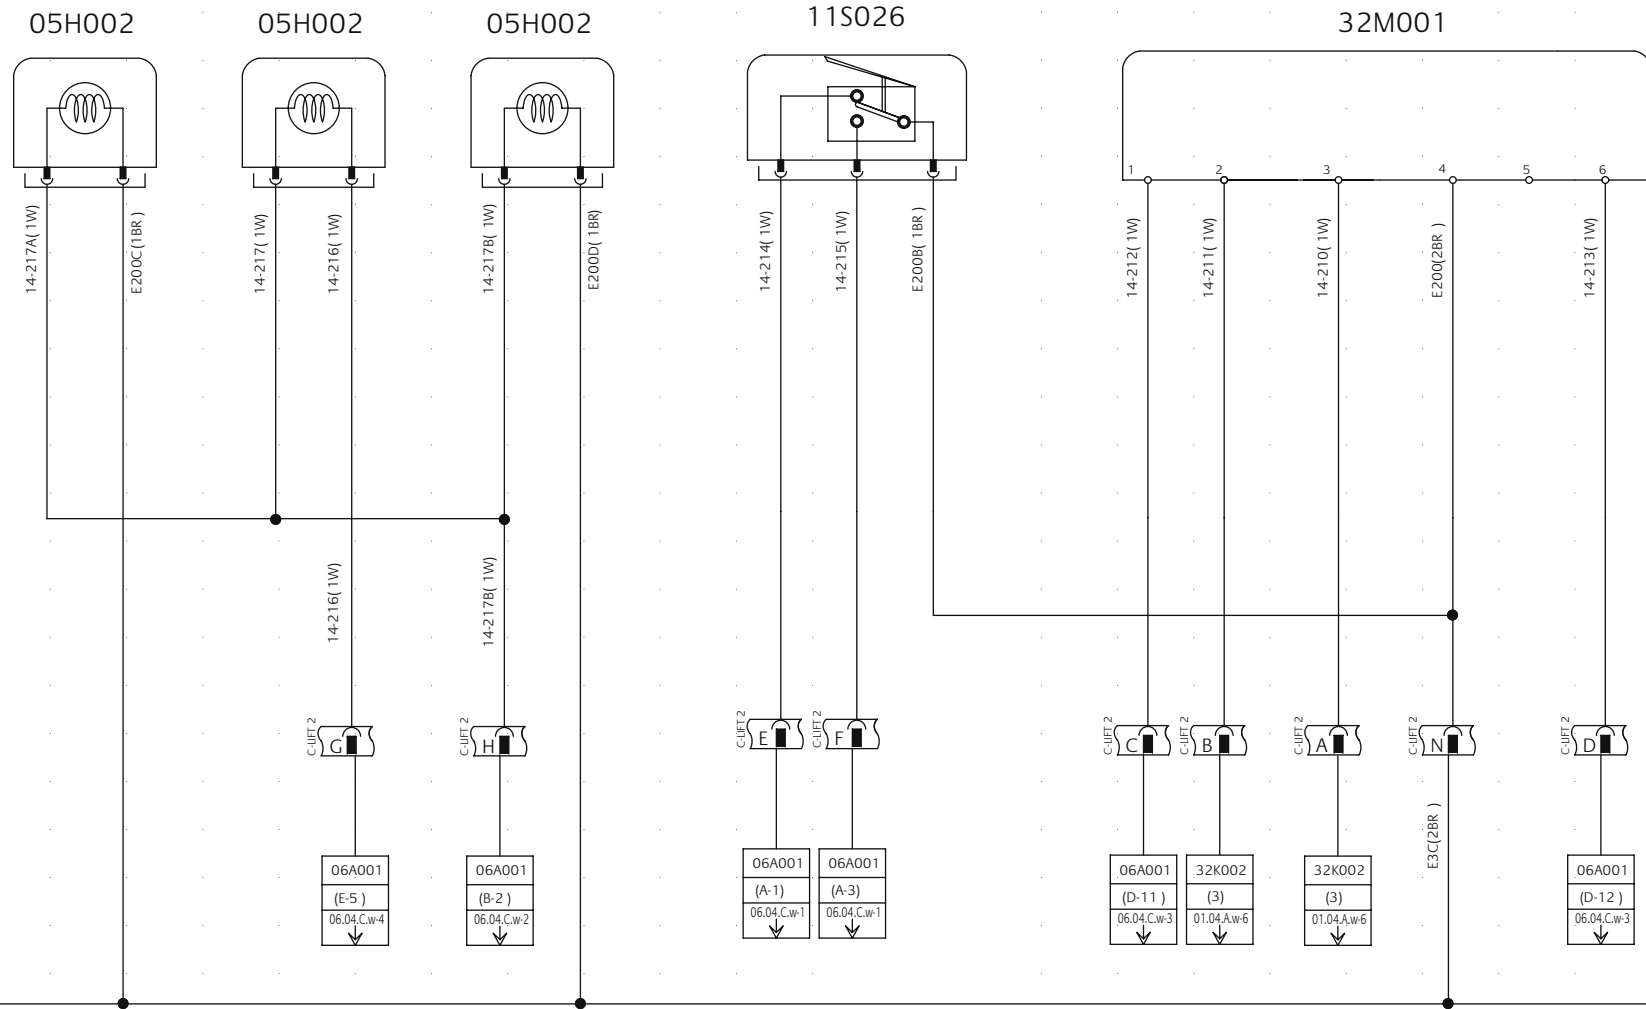 05H002
05H002
05H002
11S026
32M001
1
2
3
4
5
6
14-217A( 1W)
E200C(1BR )
14-217( 1W)
14-216( 1W)
14-217B( 1W)
E200D( 1BR)
14-214( 1W)
14-215( 1W)
E200B( 1BR )
14-212( 1W)
14-211( 1W)
14-210( 1W)
E200(2BR )
14-213( 1W)
14-216( 1W)
14-217B( 1W)
C-LIFT 2
G
C-LIFT 2
H
C-LIFT 2
E
C-LIFT 2
F
C-LIFT 2
C
C-LIFT 2
B
C-LIFT 2
A
C-LIFT 2
N
C-LIFT 2
D
E3C(2BR )
06A001
(E-5 )
06.04.C.w-4
06A001
(B-2 )
06.04.C.w-2
06A001
(A-1)
06.04.C.w-1
06A001
(A-3)
06.04.C.w-1
06A001
(D-11 )
06.04.C.w-3
32K002
(3)
01.04.A.w-6
32K002
(3)
01.04.A.w-6
06A001
(D-12 )
06.04.C.w-3